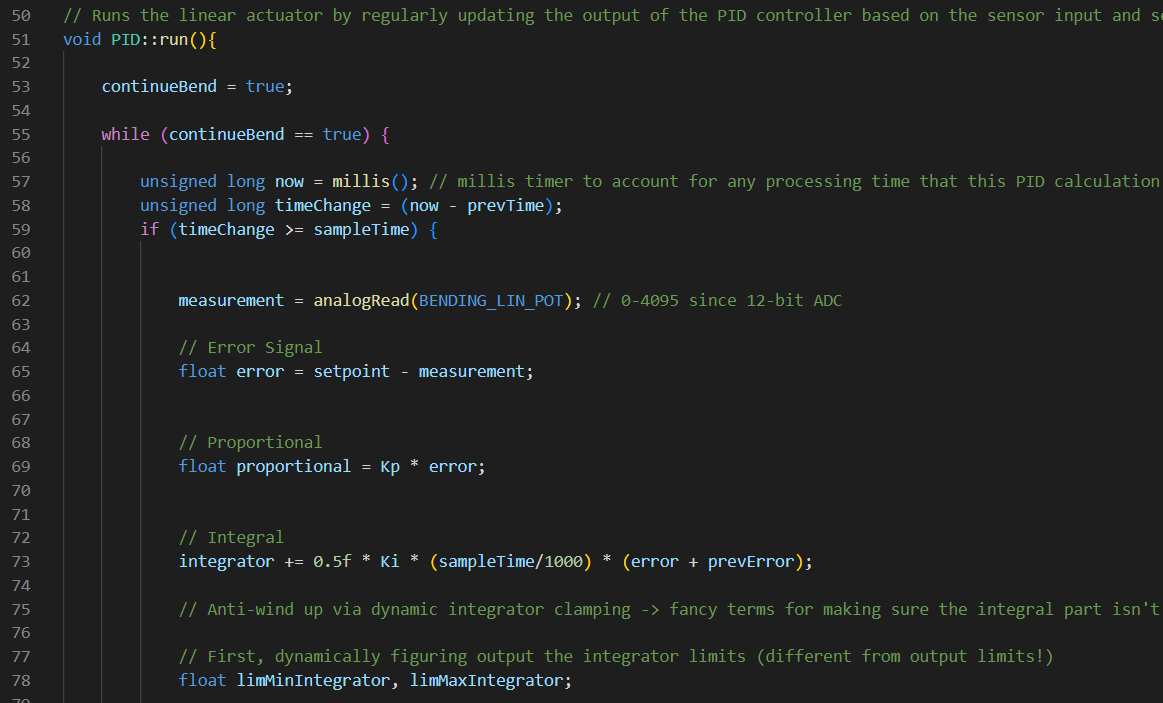 50 // Runs the linear actuator by regularly updating the output of the PID controller based on the sensor input and
51 void PID::run(){
52
53 continueBend = true;
54
55 while (continueBend == true) {
56
57 unsigned long now = millis(); // millis timer to account for any processing time that this PID calculation
58 unsigned long timeChange = (now - prevTime);
59 if (timeChange >= sampleTime) {
60
61
62 measurement = analogRead(BENDING_LIN_POT); // 0-4095 since 12-bit ADC
63
64 // Error Signal
65 float error = setpoint - measurement;
66
67
68 // Proportional
69 float proportional = Kp * error;
70
71
72 // Integral
73 integrator += 0.5f * Ki * (sampleTime/1000) * (error + prevError);
74
75 // Anti-wind up via dynamic integrator clamping -> fancy terms for making sure the integral part isn't
76
77 // First, dynamically figuring output the integrator limits (different from output limits!)
78 float limMinIntegrator, limMaxIntegrator;